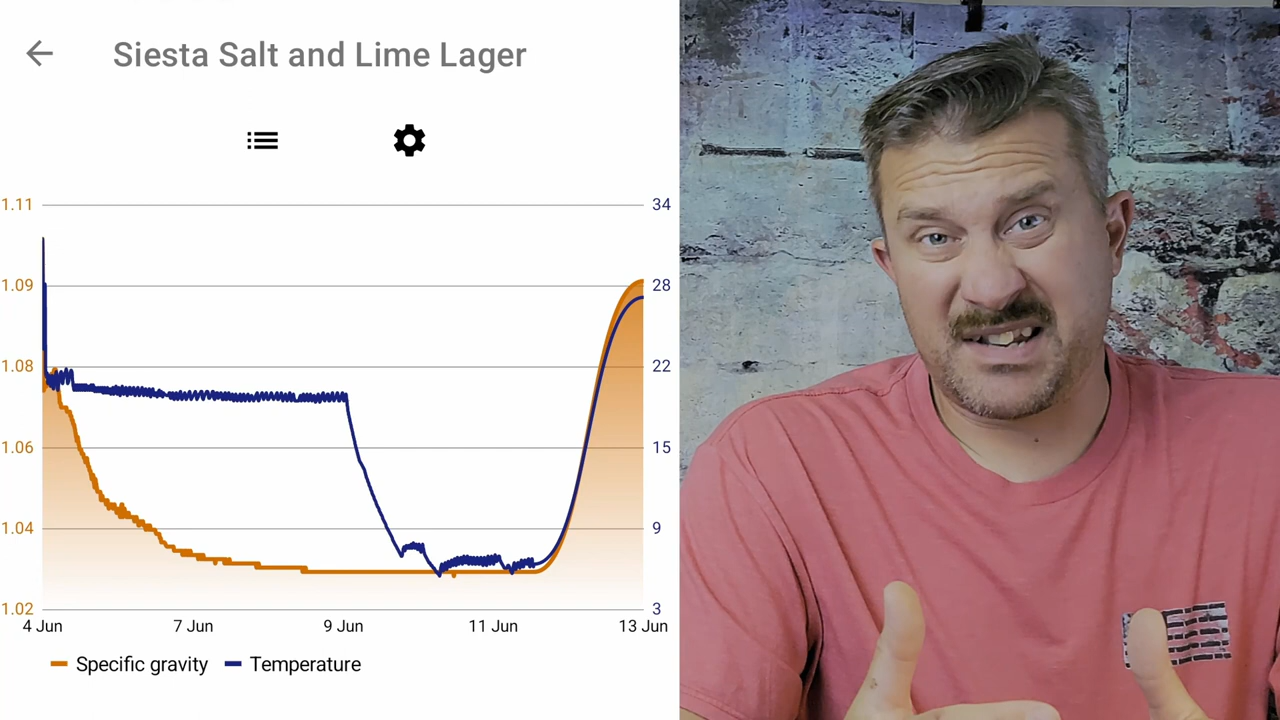 Siesta Salt and Lime Lager
1.11 34
1.09 28
1.08 22
1.06 15
1.04 9
1.02 3
4 Jun 7 Jun 9 Jun 11 Jun 13 Jun
Specific gravity Temperature